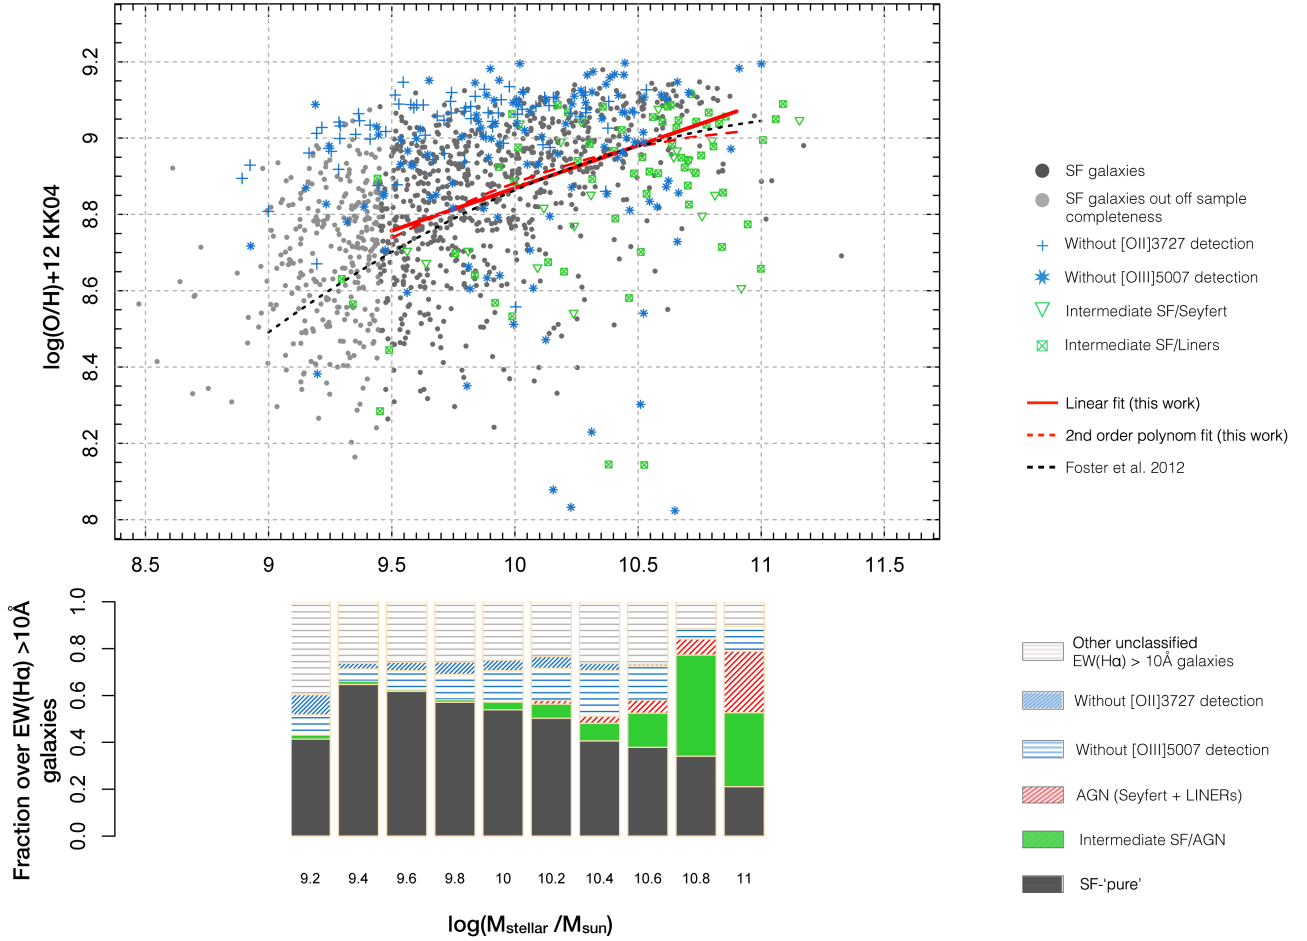 log(O/H)+12 KK04
9.2
9
8.8
8.6
8.4
8.2
8
8.5
9
9.5
10
10.5
11
11.5
SF galaxies
SF galaxies out off sample
completeness
Without [OII]3727 detection
Without [OIII]5007 detection
Intermediate SF/Seyfert
Intermediate SF/Liners
Linear fit (this work)
2nd order polynom fit (this work)
Foster et al. 2012
Fraction over EW(Hα) >10Å
galaxies
1.0
0.8
0.6
0.4
0.2
0.0
9.2
9.4
9.6
9.8
10
10.2
10.4
10.6
10.8
11
log(Mstellar /Msun)
Other unclassified
EW(Hα) > 10Å galaxies
Without [OII]3727 detection
Without [OIII]5007 detection
AGN (Seyfert + LINERs)
Intermediate SF/AGN
SF-‘pure’